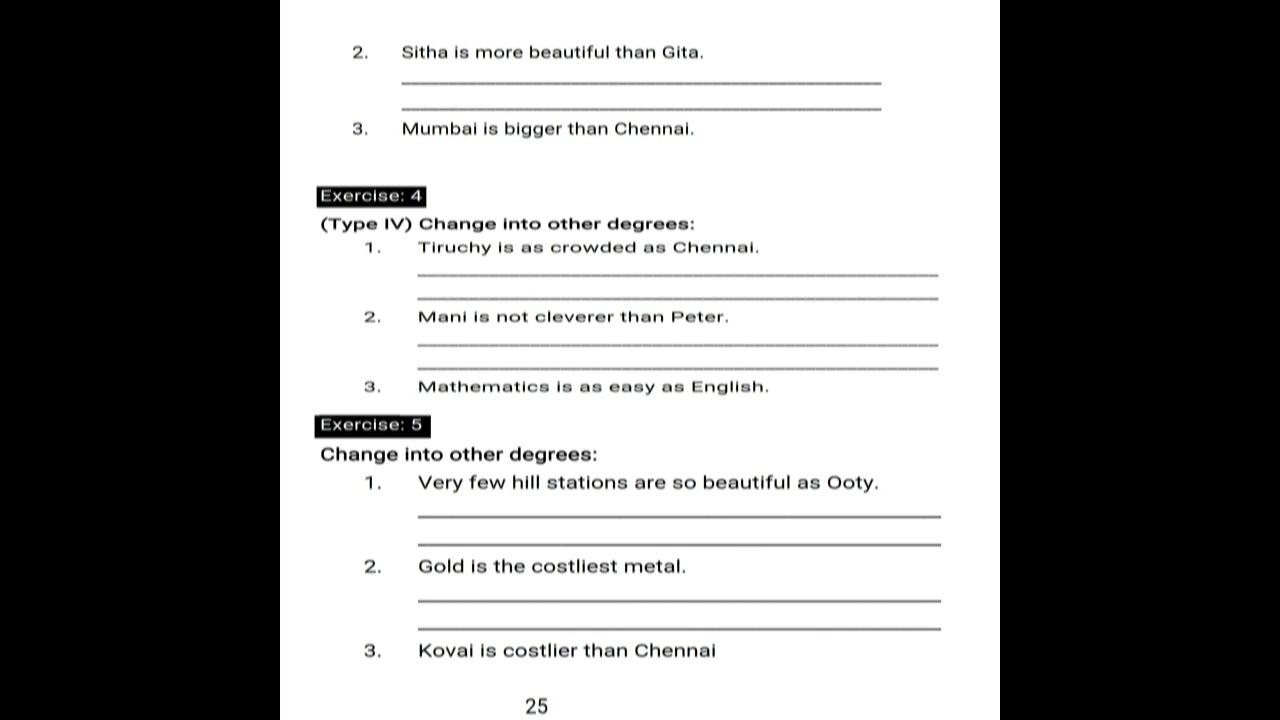 2. Sitha is more beautiful than Gita.
3. Mumbai is bigger than Chennai.
Exercise: 4
(Type IV) Change into other degrees:
1. Tiruchy is as crowded as Chennai.
2. Mani is not cleverer than Peter.
3. Mathematics is as easy as English.
Exercise: 5
Change into other degrees:
1. Very few hill stations are so beautiful as Ooty.
2. Gold is the costliest metal.
3. Kovai is costlier than Chennai
25